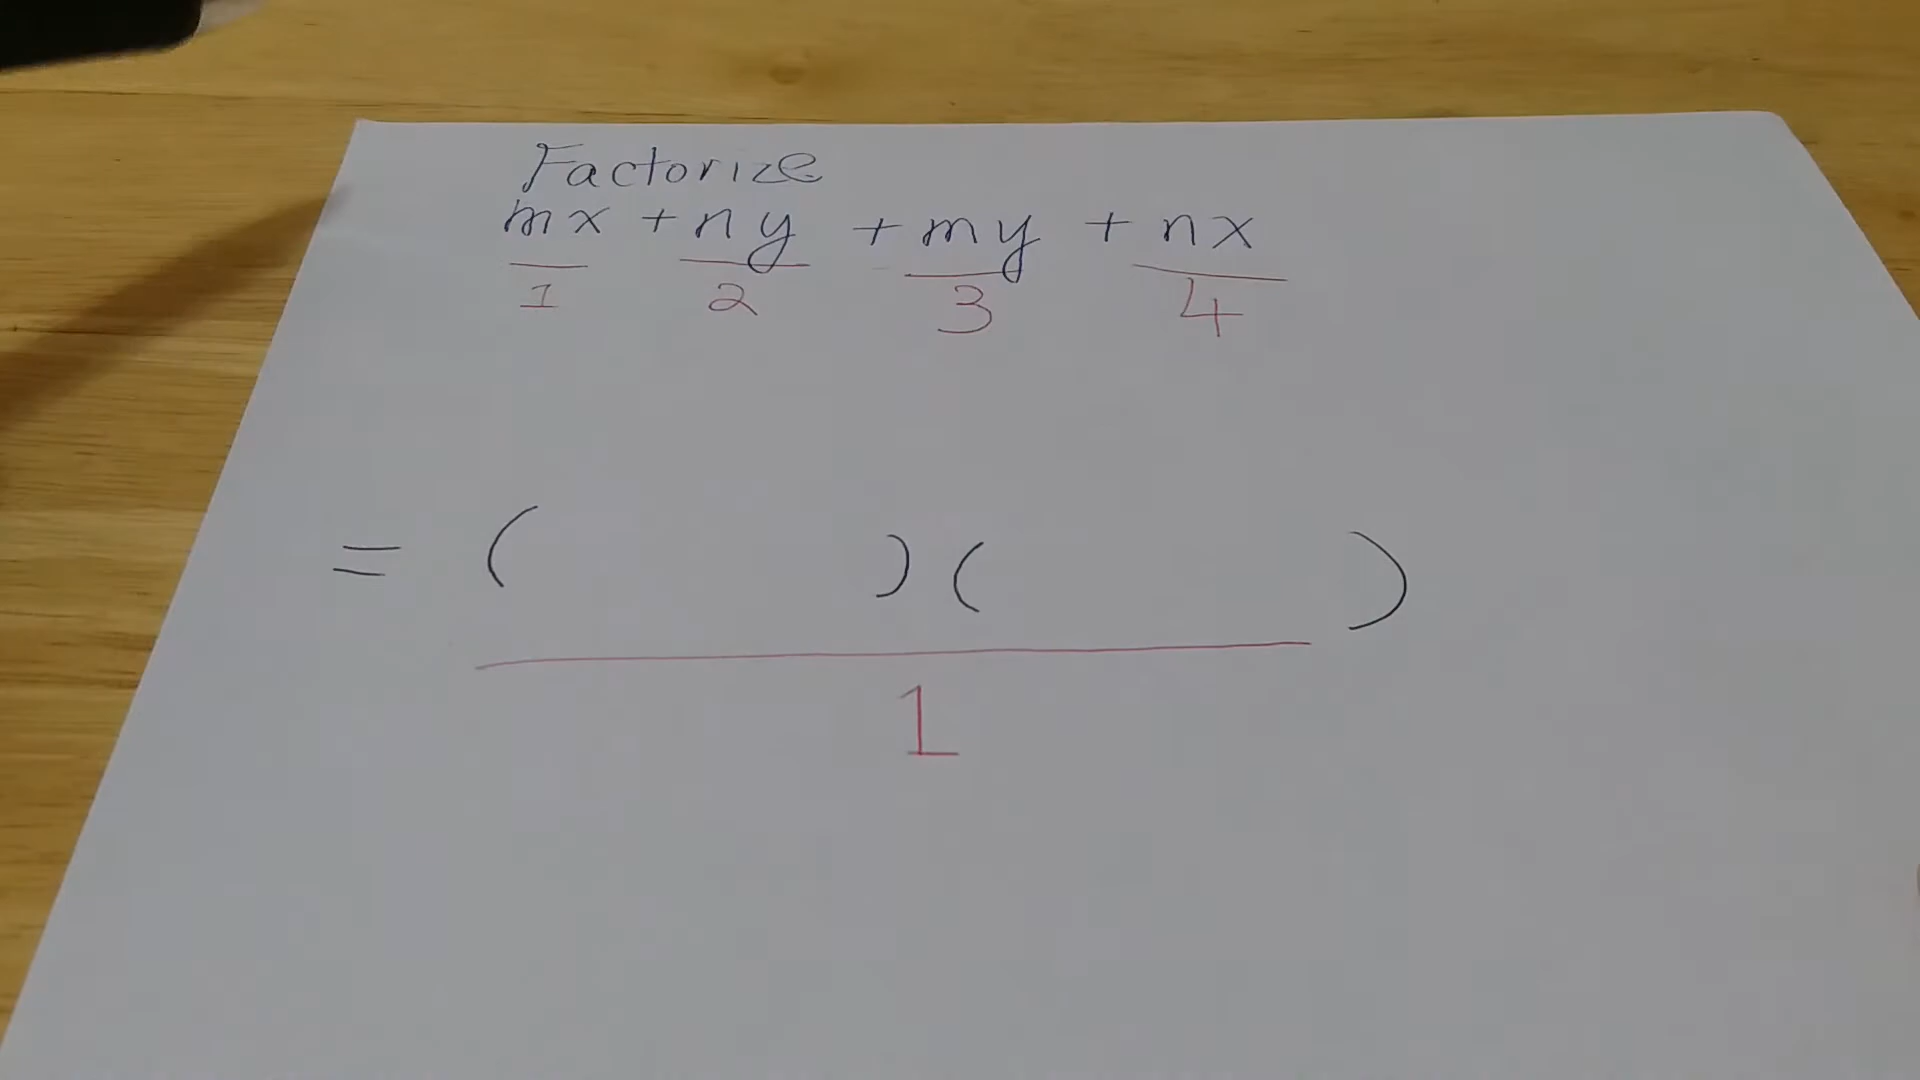 Factorize
mx + ny + my + nx
1 2 3 4
= ( ) ( )
1